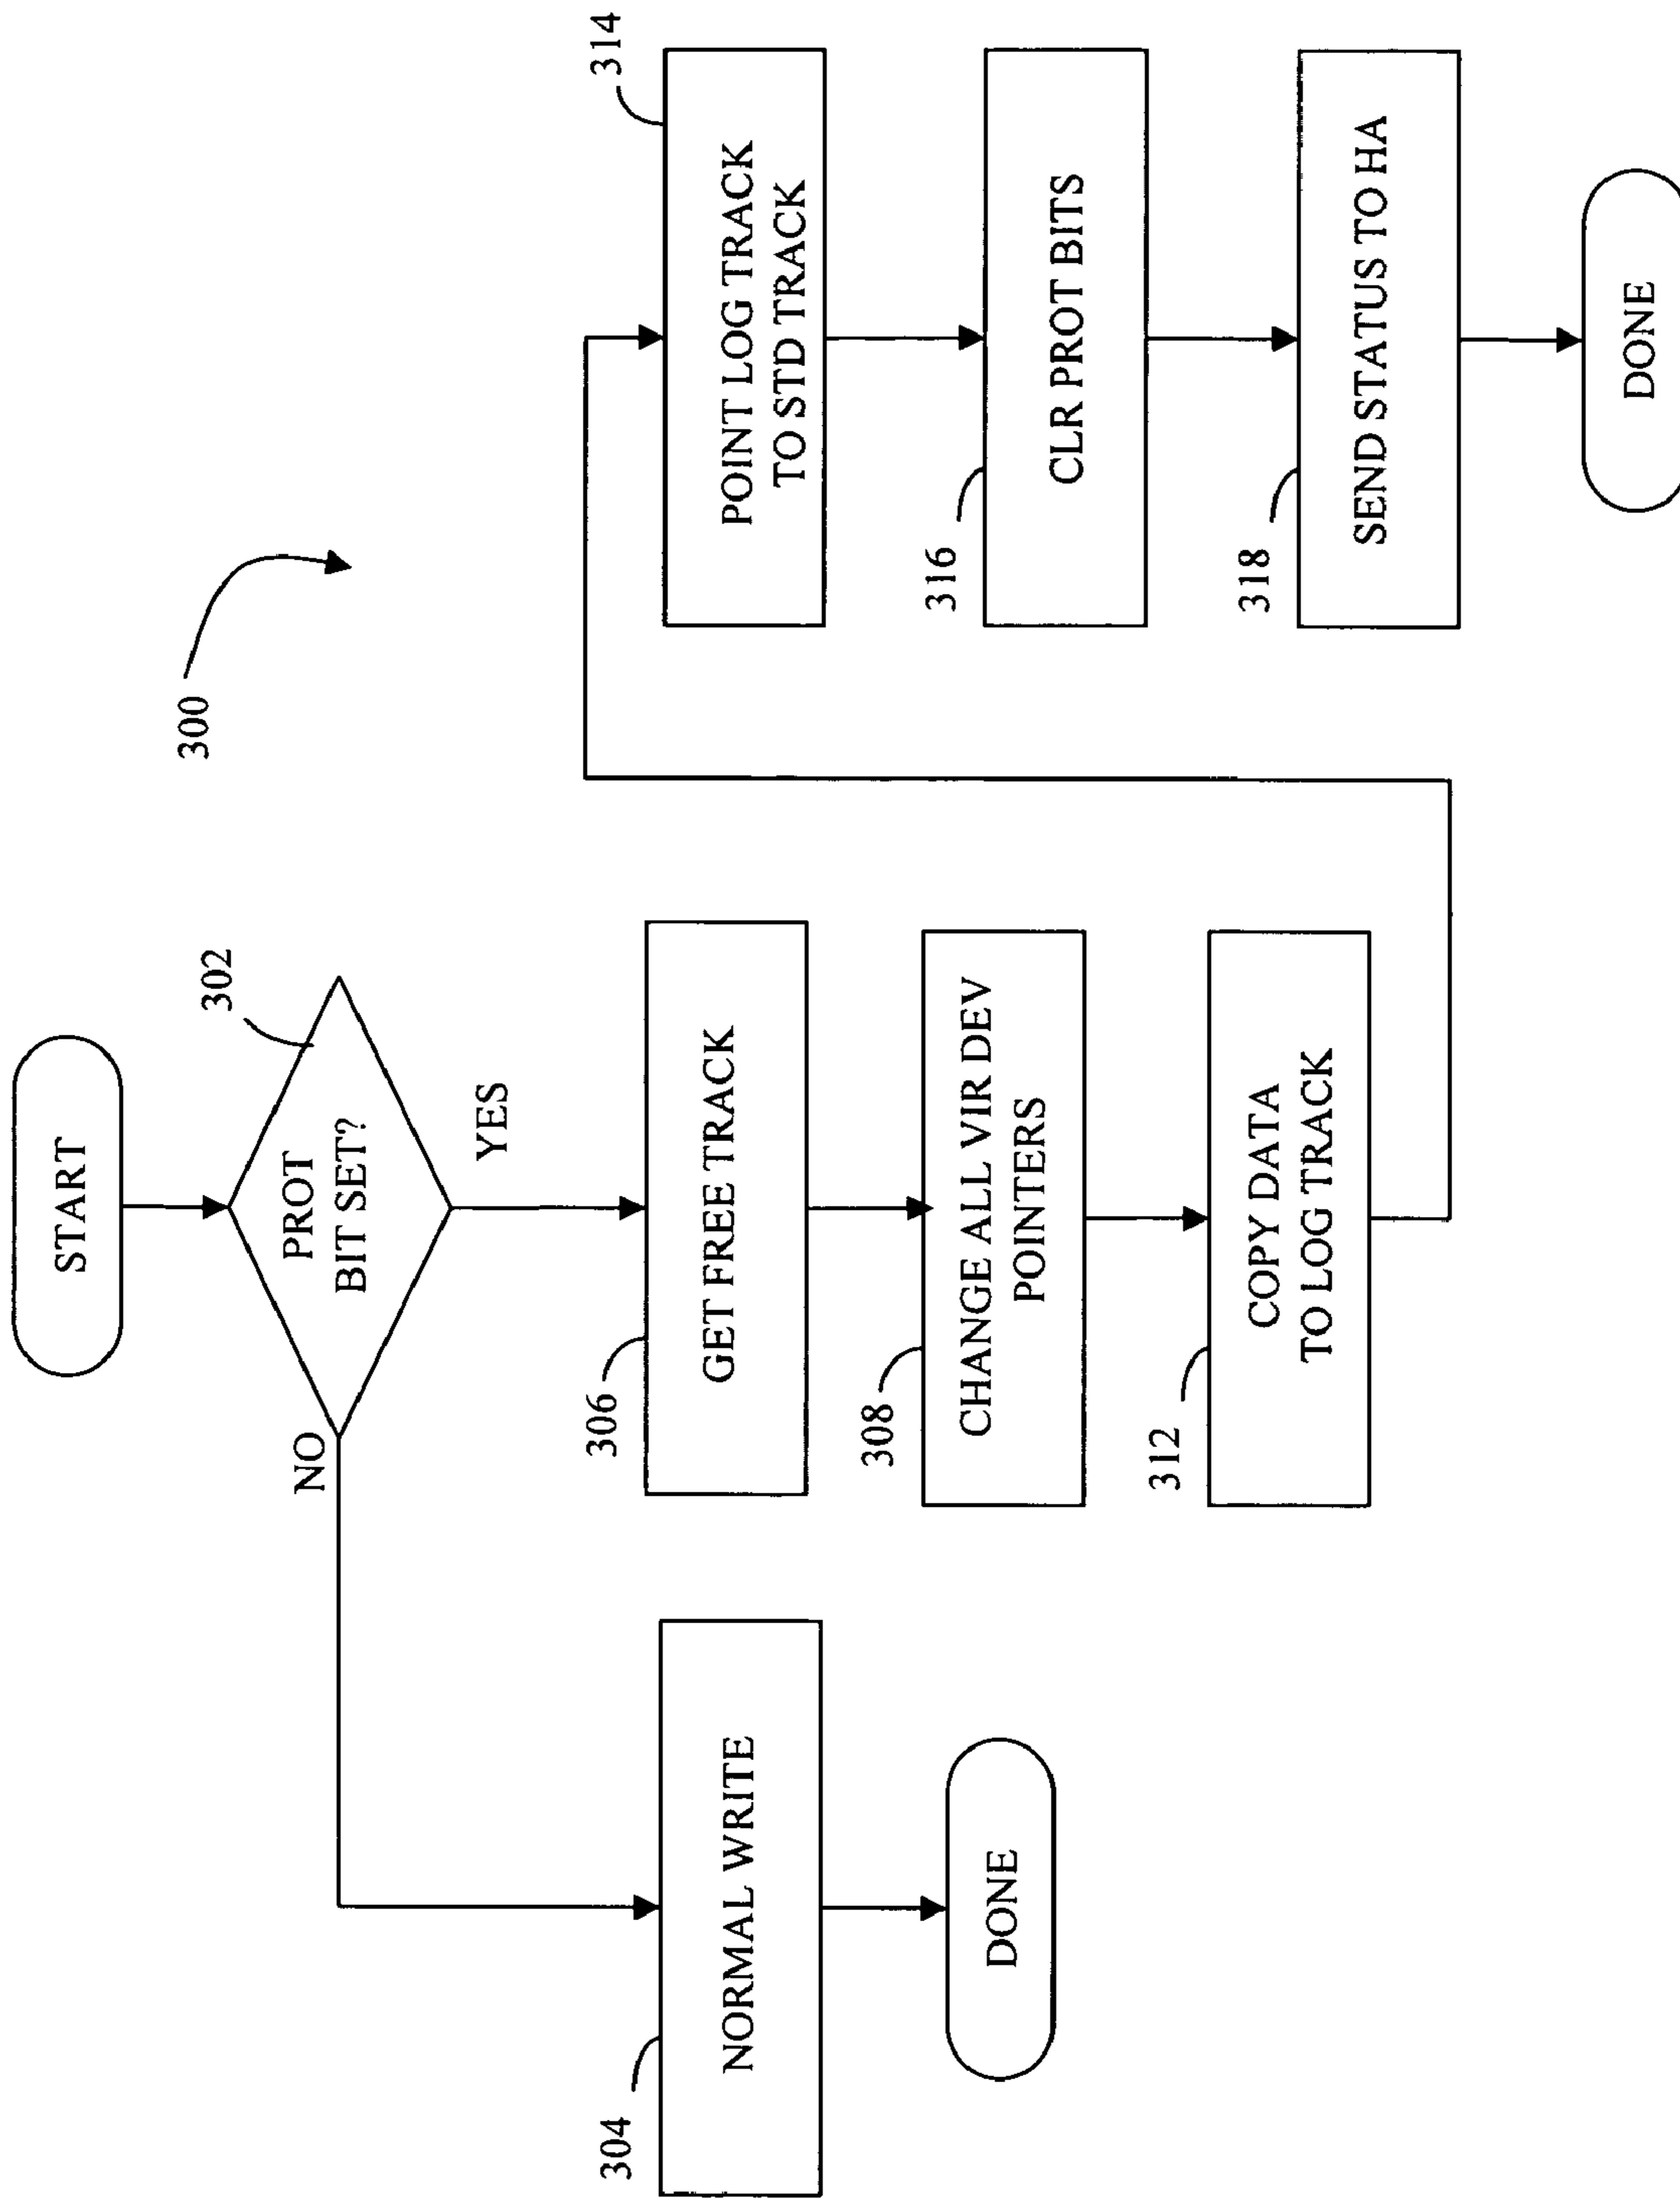 300
START
302
PROT
BIT SET?
NO
YES
304
NORMAL WRITE
DONE
306
GET FREE TRACK
308
CHANGE ALL VIR DEV
POINTERS
312
COPY DATA
TO LOG TRACK
314
POINT LOG TRACK
TO STD TRACK
316
CLR PROT BITS
318
SEND STATUS TO HA
DONE